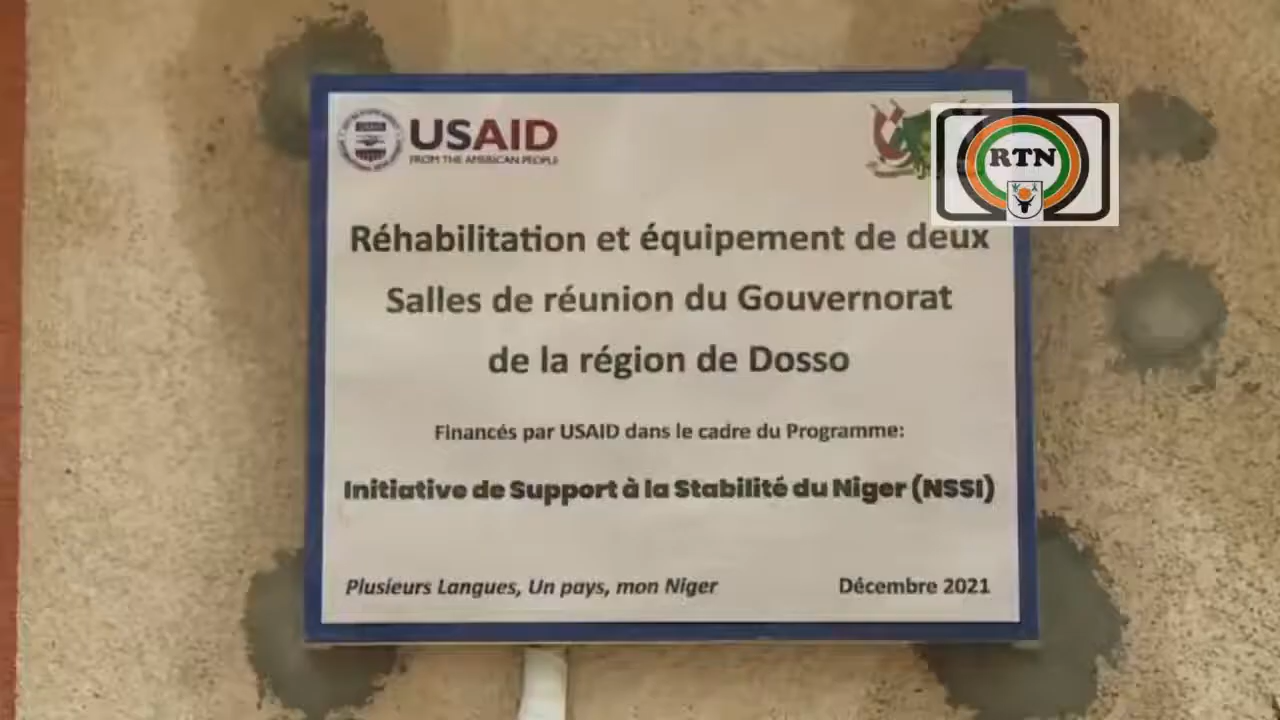 USAID
FROM THE AMERICAN PEOPLE
RTN
Réhabilitation et équipement de deux
Salles de réunion du Gouvernorat
de la région de Dosso
Financés par USAID dans le cadre du Programme:
Initiative de Support à la Stabilité du Niger (NSSI)
Plusieurs Langues, Un pays, mon Niger
Décembre 2021